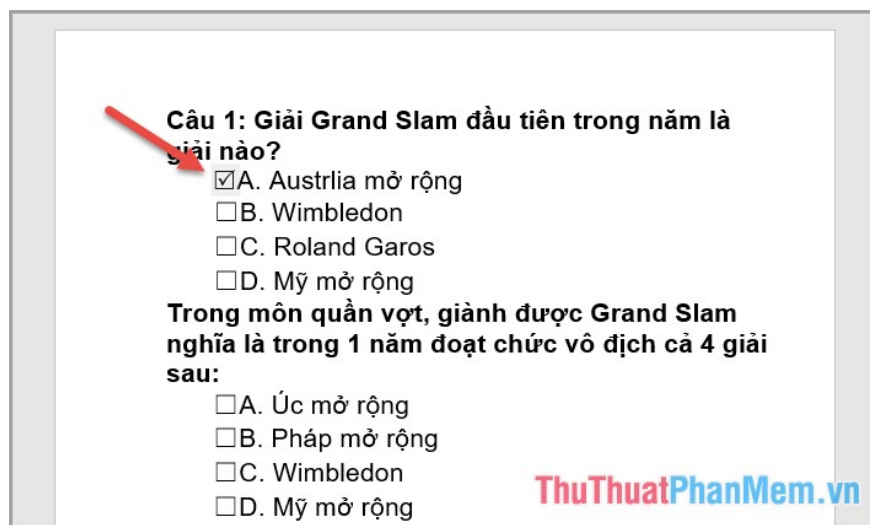 Câu 1: Giải Grand Slam đầu tiên trong năm là
giải nào?
☑A. Austrlia mở rộng
☐B. Wimbledon
☐C. Roland Garos
☐D. Mỹ mở rộng
Trong môn quần vợt, giành được Grand Slam
nghĩa là trong 1 năm đoạt chức vô địch cả 4 giải
sau:
☐A. Úc mở rộng
☐B. Pháp mở rộng
☐C. Wimbledon
☐D. Mỹ mở rộng
ThuThuatPhanMem.vn